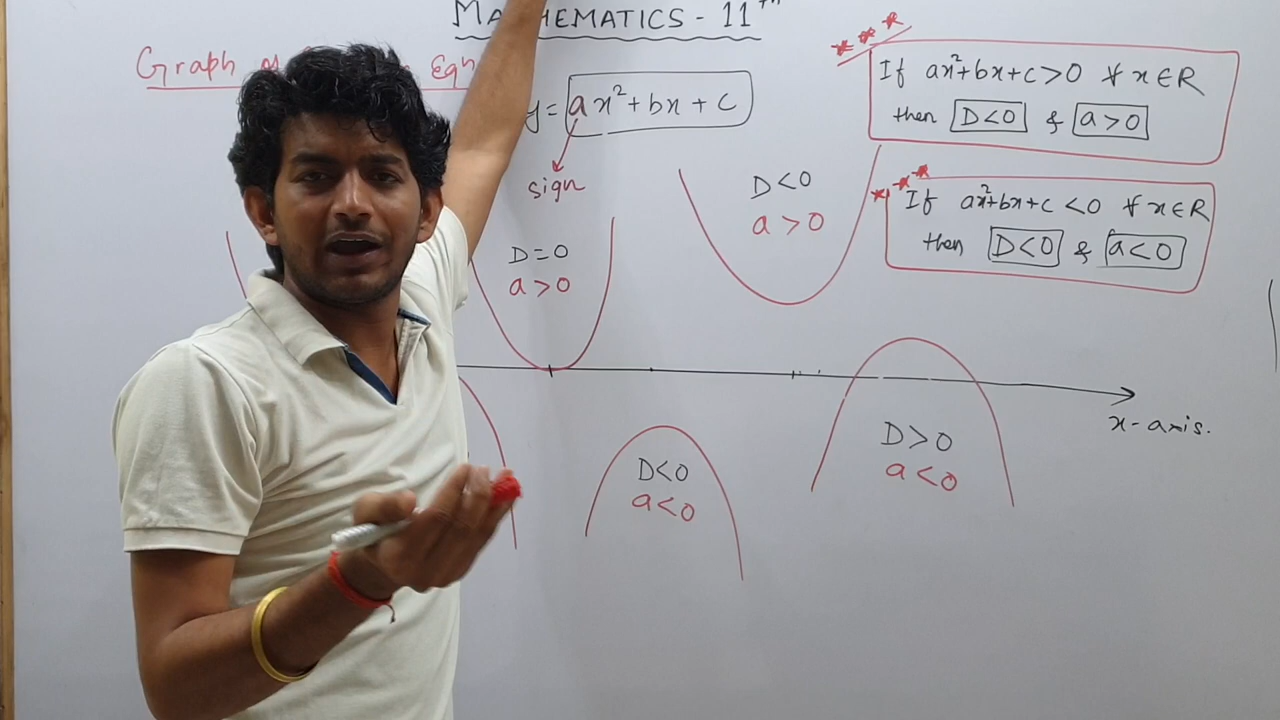 MATHEMATICS - 11th
Graph Eqn
y = ax²+bx+c
sign
If ax²+bx+c>0 ∀ x∈R
then D<0 & a>0
If ax²+bx+c<0 ∀ x∈R
then D<0 & a<0
D=0
a>0
D<0
a>0
x-axis.
D<0
a<0
D>0
a<0